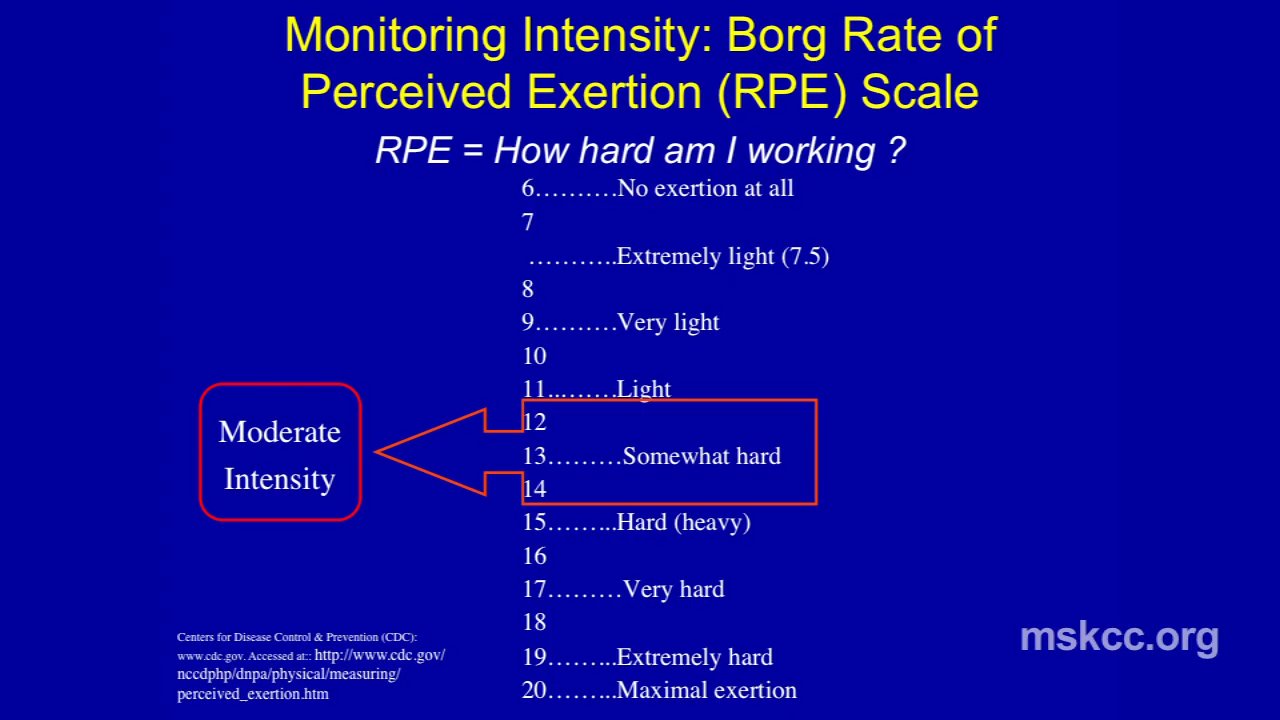 Monitoring Intensity: Borg Rate of
Perceived Exertion (RPE) Scale
RPE = How hard am I working ?
6……….No exertion at all
7
………..Extremely light (7.5)
8
9……….Very light
10
11..…….Light
12
13………Somewhat hard
14
15……...Hard (heavy)
16
17………Very hard
18
19……...Extremely hard
20……...Maximal exertion
Moderate
Intensity
Centers for Disease Control & Prevention (CDC):
www.cdc.gov. Accessed at:: http://www.cdc.gov/
nccdphp/dnpa/physical/measuring/
perceived_exertion.htm
mskcc.org